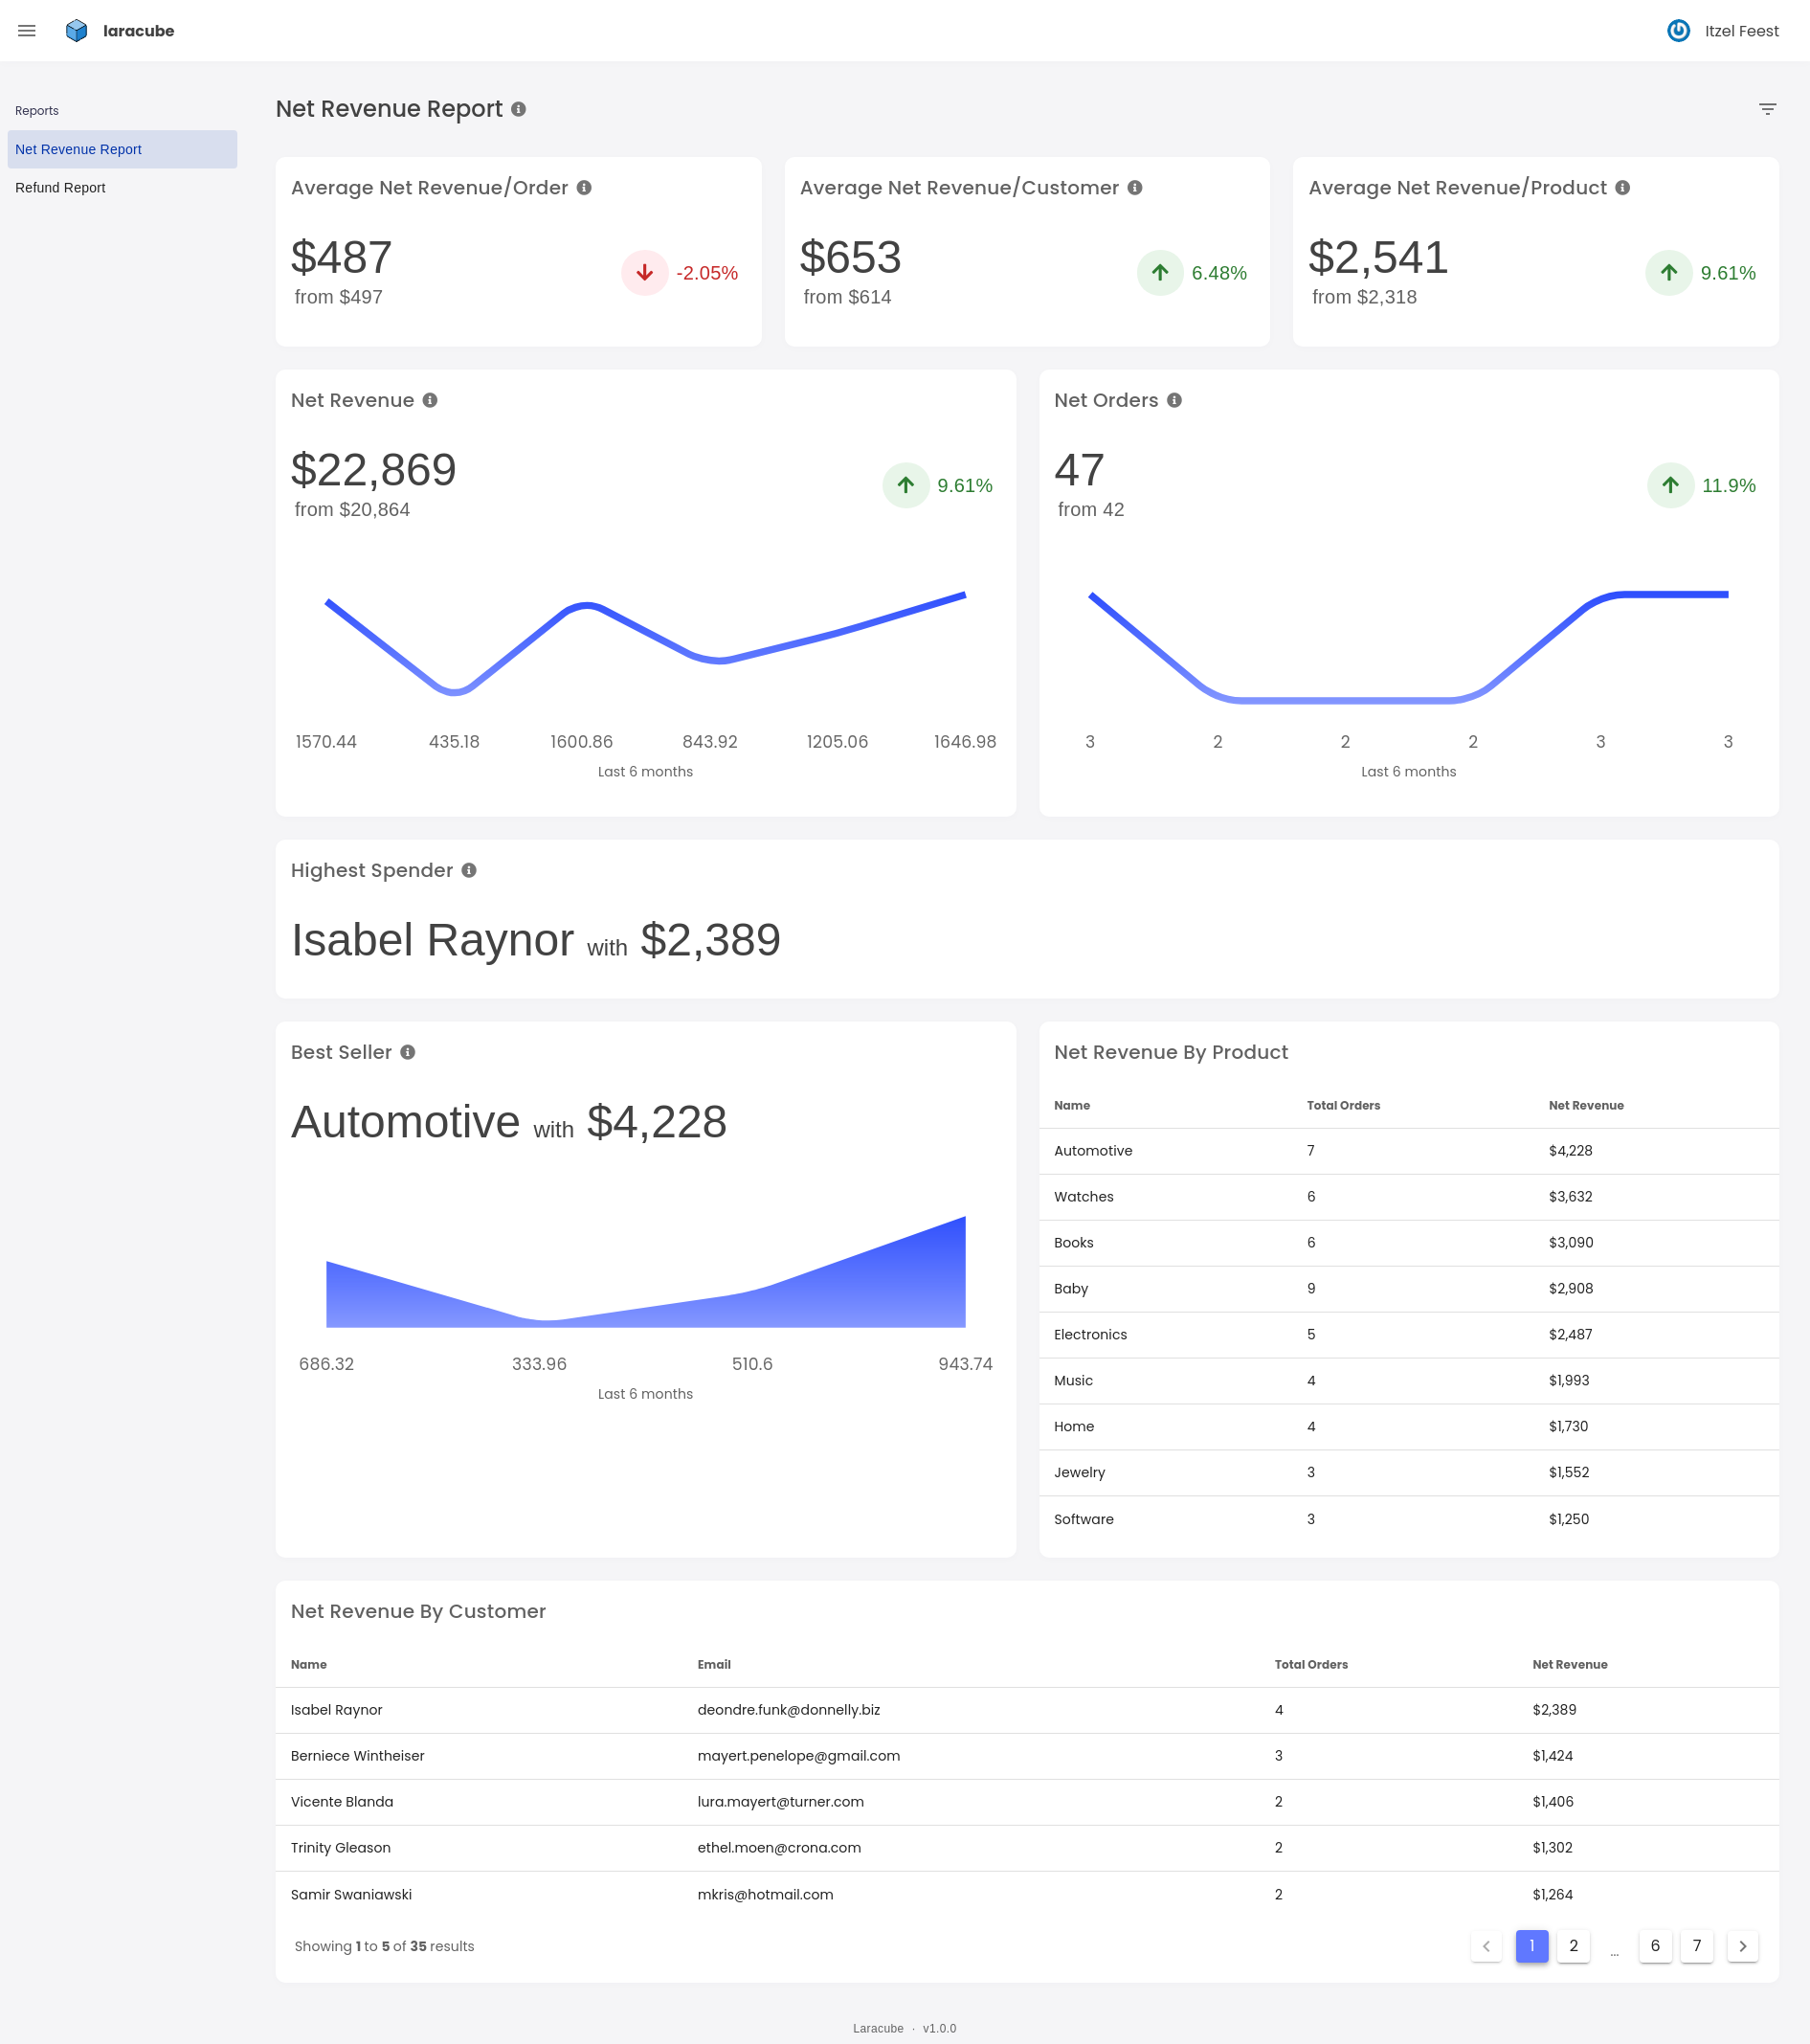 laracube
Itzel Feest
Reports
Net Revenue Report
Refund Report
Net Revenue Report
Average Net Revenue/Order
$487
from $497
-2.05%
Average Net Revenue/Customer
$653
from $614
6.48%
Average Net Revenue/Product
$2,541
from $2,318
9.61%
Net Revenue
$22,869
from $20,864
9.61%
1570.44 435.18 1600.86 843.92 1205.06 1646.98
Last 6 months
Net Orders
47
from 42
11.9%
3 2 2 2 3 3
Last 6 months
Highest Spender
Isabel Raynor with $2,389
Best Seller
Automotive with $4,228
686.32 333.96 510.6 943.74
Last 6 months
Net Revenue By Product
Name Total Orders Net Revenue
Automotive 7 $4,228
Watches 6 $3,632
Books 6 $3,090
Baby 9 $2,908
Electronics 5 $2,487
Music 4 $1,993
Home 4 $1,730
Jewelry 3 $1,552
Software 3 $1,250
Net Revenue By Customer
Name Email Total Orders Net Revenue
Isabel Raynor deondre.funk@donnelly.biz 4 $2,389
Berniece Wintheiser mayert.penelope@gmail.com 3 $1,424
Vicente Blanda lura.mayert@turner.com 2 $1,406
Trinity Gleason ethel.moen@crona.com 2 $1,302
Samir Swaniawski mkris@hotmail.com 2 $1,264
Showing 1 to 5 of 35 results
1 2 ... 6 7
Laracube · v1.0.0